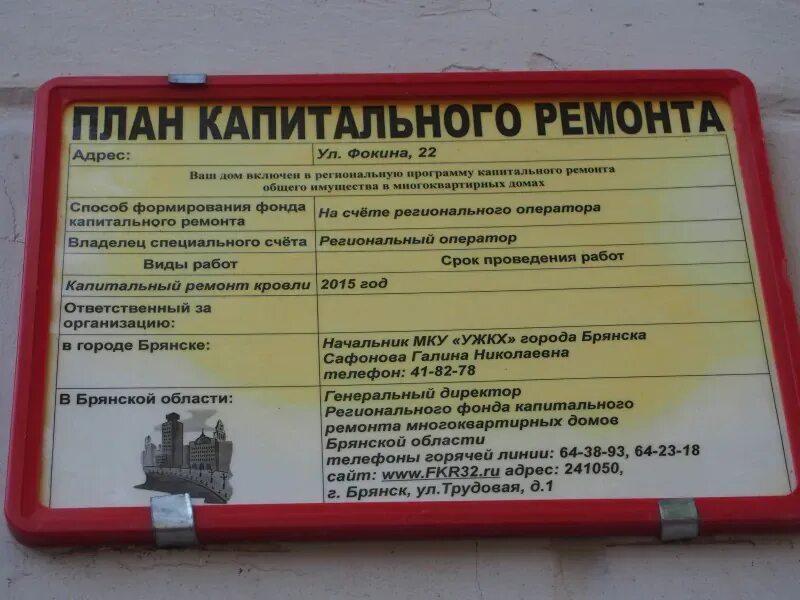 ПЛАН КАПИТАЛЬНОГО РЕМОНТА
Адрес: Ул. Фокина, 22
Ваш дом включен в региональную программу капитального ремонта
общего имущества в многоквартирных домах
Способ формирования фонда
капитального ремонта
На счёте регионального оператора
Владелец специального счёта Региональный оператор
Виды работ Срок проведения работ
Капитальный ремонт кровли 2015 год
Ответственный за
организацию:
в городе Брянске:
Начальник МКУ «УЖКХ» города Брянска
Сафонова Галина Николаевна
телефон: 41-82-78
В Брянской области:
Генеральный директор
Регионального фонда капитального
ремонта многоквартирных домов
Брянской области
телефоны горячей линии: 64-38-93, 64-23-18
сайт: www.FKR32.ru адрес: 241050,
г. Брянск, ул.Трудовая, д.1